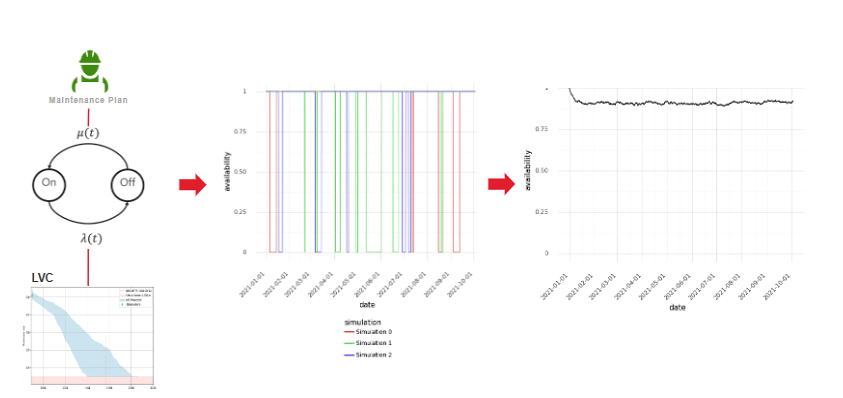 Maintenance Plan
μ(t)
On
Off
λ(t)
LVC
availability
1
0.75
0.50
0.25
0
2021-01-01
2021-02-01
2021-03-01
2021-04-01
2021-05-01
2021-06-01
2021-07-01
2021-08-01
2021-09-01
2021-10-01
date
simulation
Simulation 0
Simulation 1
Simulation 2
availability
0.75
0.50
0.25
0
2021-01-01
2021-02-01
2021-03-01
2021-04-01
2021-05-01
2021-06-01
2021-07-01
2021-08-01
2021-09-01
2021-10-01
date